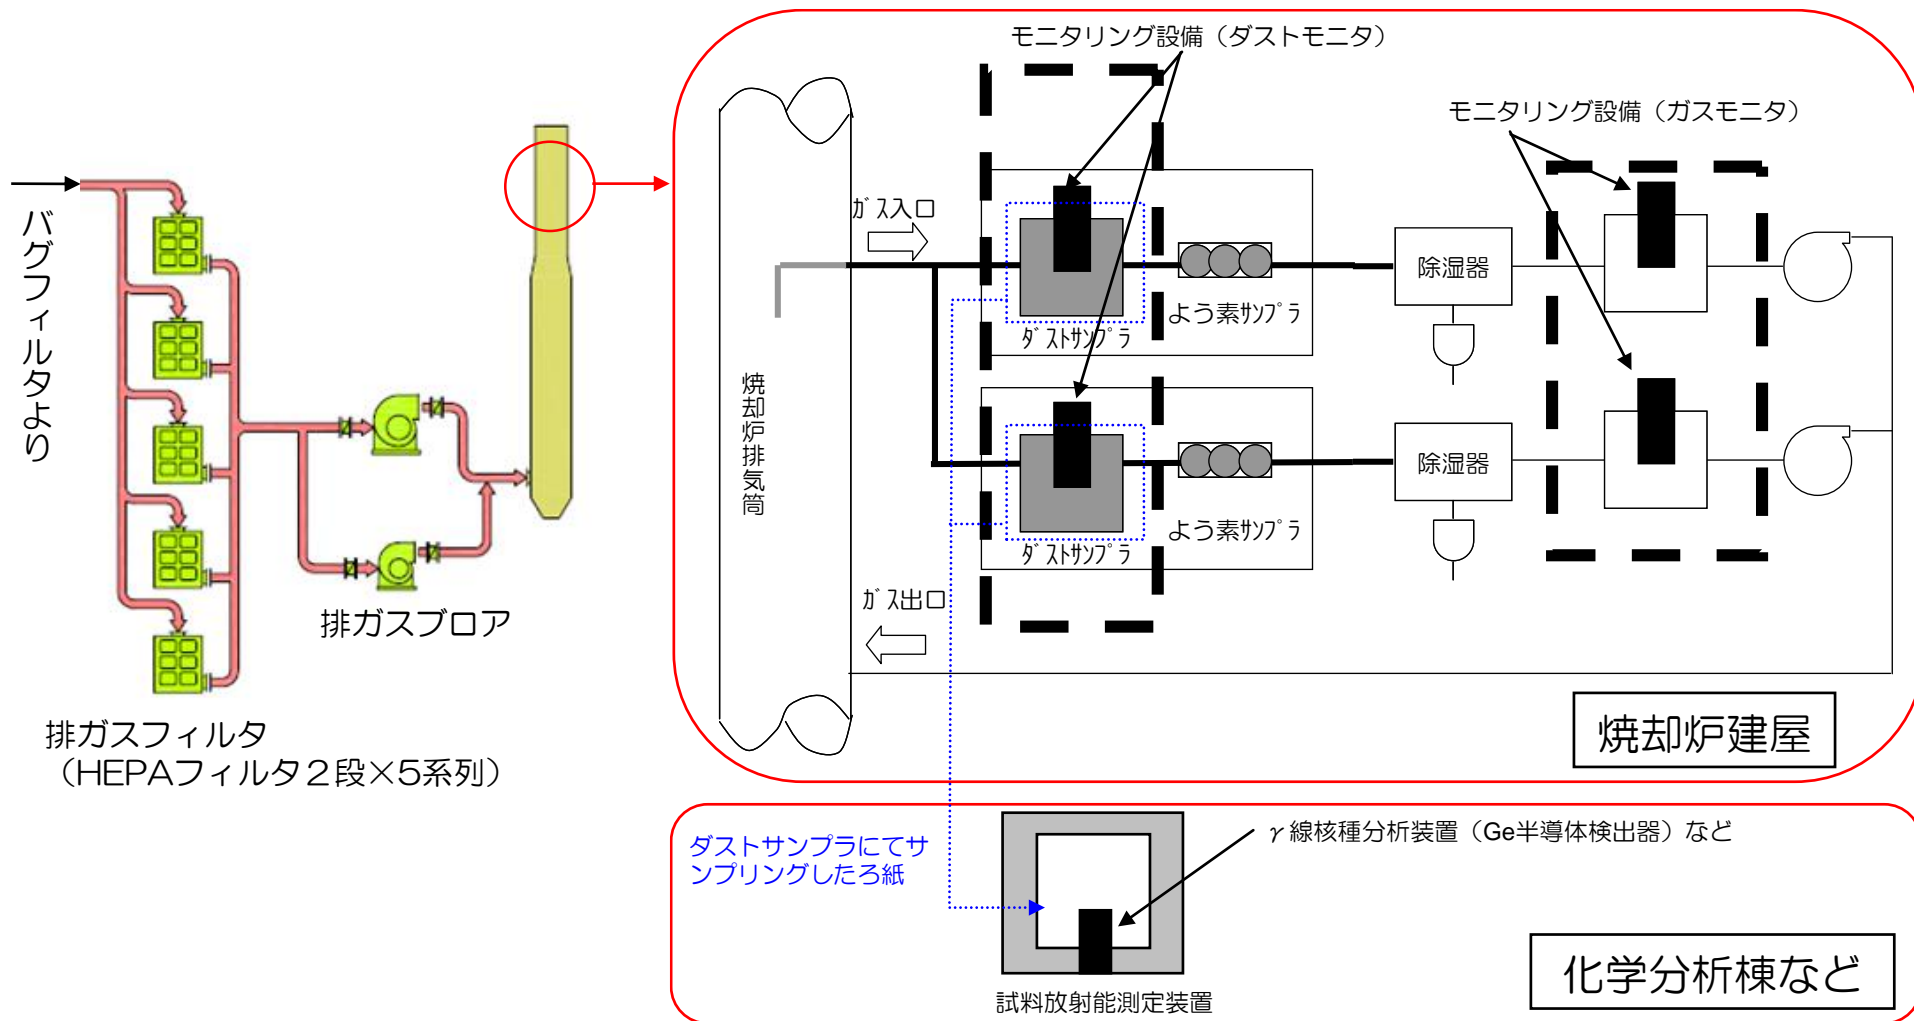 モニタリング設備（ダストモニタ）
モニタリング設備（ガスモニタ）
バグフィルタより
ガス入口
除湿器
よう素サンプラ
ダストサンプラ
焼却炉排気筒
除湿器
よう素サンプラ
ダストサンプラ
ガス出口
排ガスブロア
排ガスフィルタ
（HEPAフィルタ２段×5系列）
焼却炉建屋
ダストサンプラにてサ
ンプリングしたろ紙
γ線核種分析装置（Ge半導体検出器）など
試料放射能測定装置
化学分析棟など